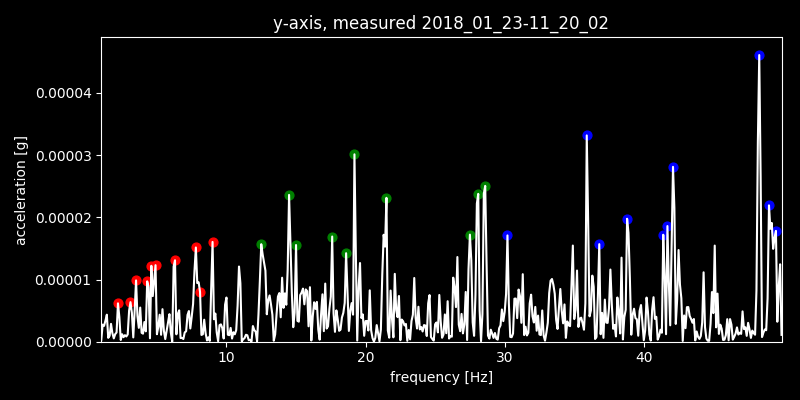 y-axis, measured 2018_01_23-11_20_02
acceleration [g]
0.00004
0.00003
0.00002
0.00001
0.00000
10 20 30 40
frequency [Hz]